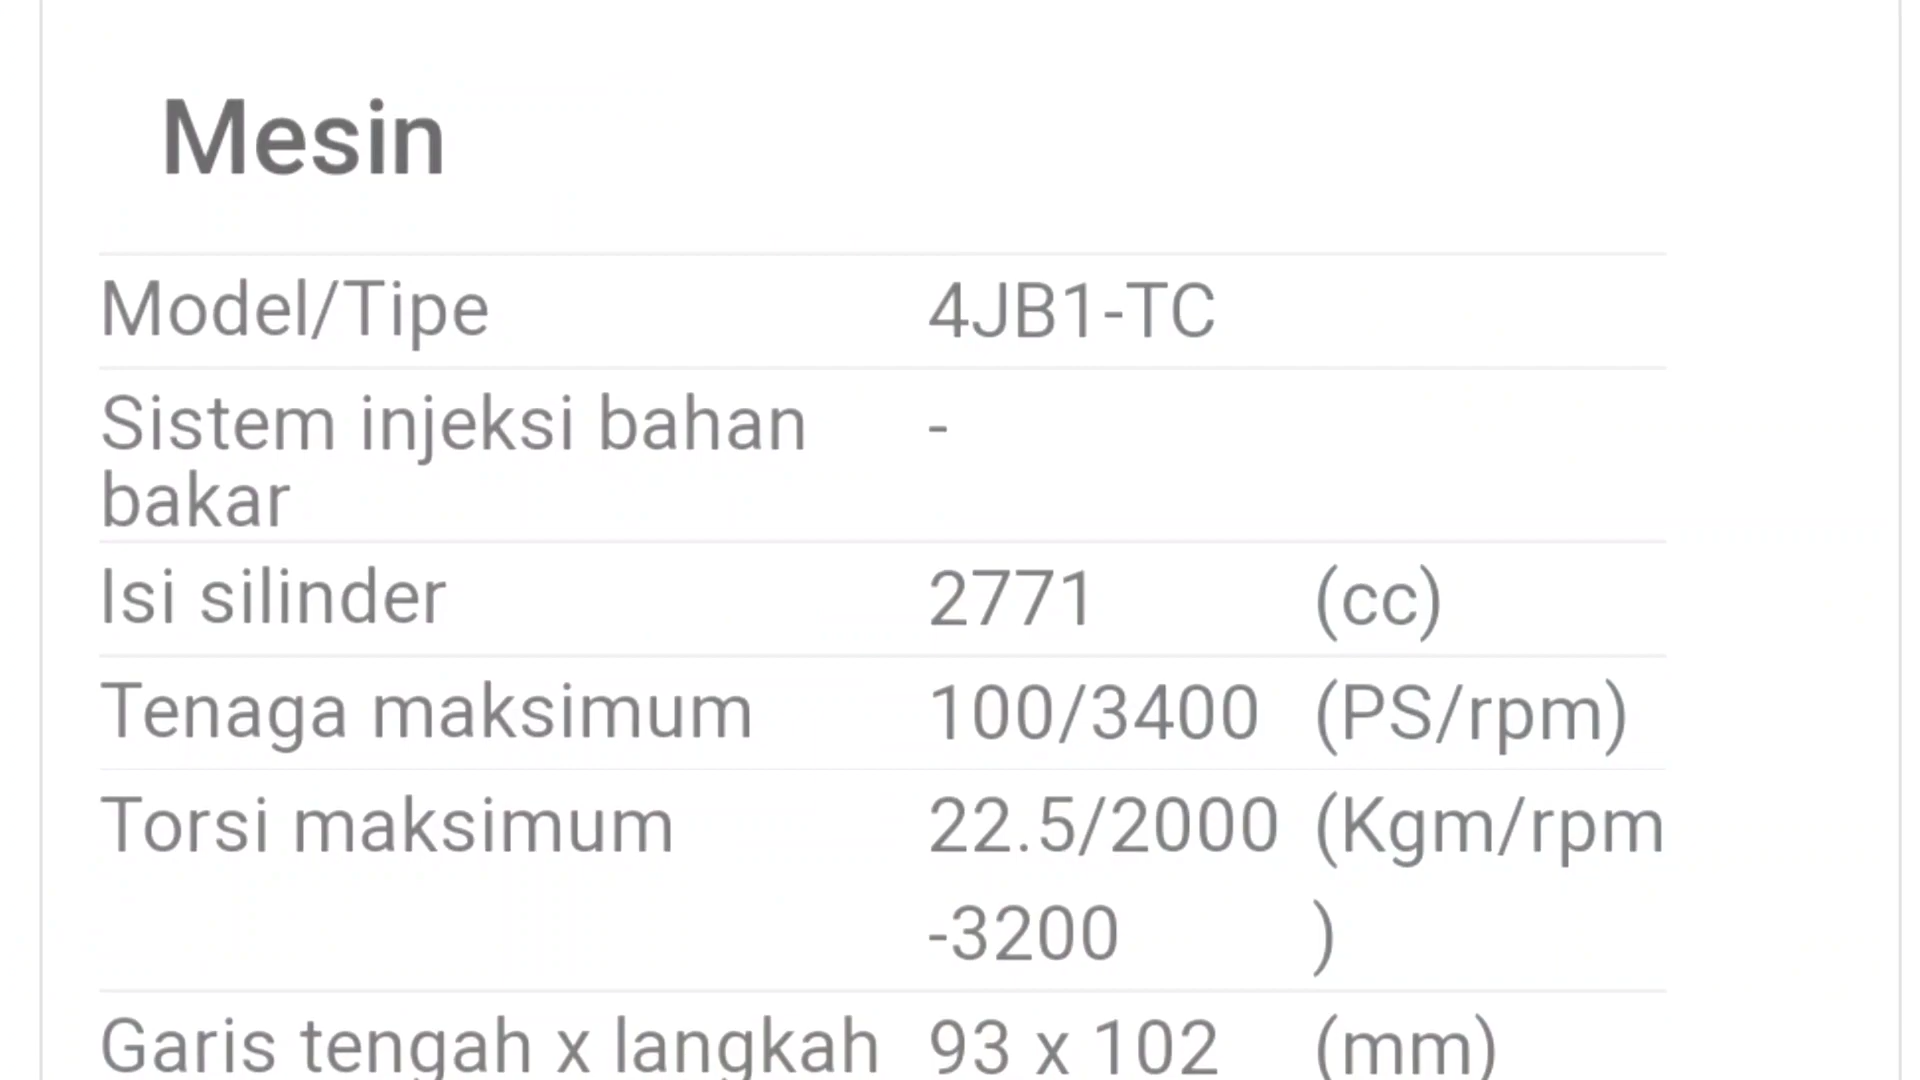 Mesin
Model/Tipe 4JB1-TC
Sistem injeksi bahan -
bakar
Isi silinder 2771 (cc)
Tenaga maksimum 100/3400 (PS/rpm)
Torsi maksimum 22.5/2000 (Kgm/rpm
-3200 )
Garis tengah x langkah 93 x 102 (mm)